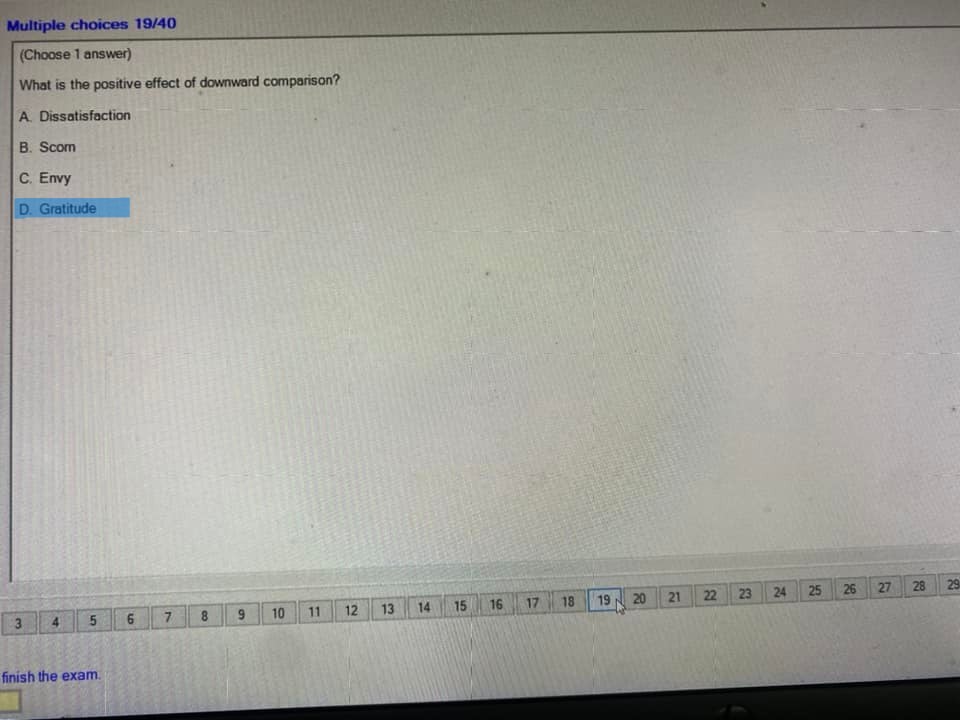 Multiple choices 19/40
(Choose 1 answer)
What is the positive effect of downward comparison?
A. Dissatisfaction
B. Scorn
C. Envy
D. Gratitude
3 4 5 6 7 8 9 10 11 12 13 14 15 16 17 18 19 20 21 22 23 24 25 26 27 28 29
finish the exam.